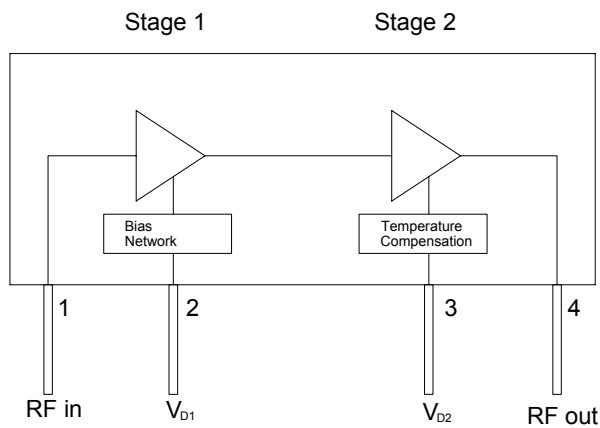 Stage 1 Stage 2
Bias
Network
Temperature
Compensation
1 2 3 4
RF in VD1 VD2 RF out